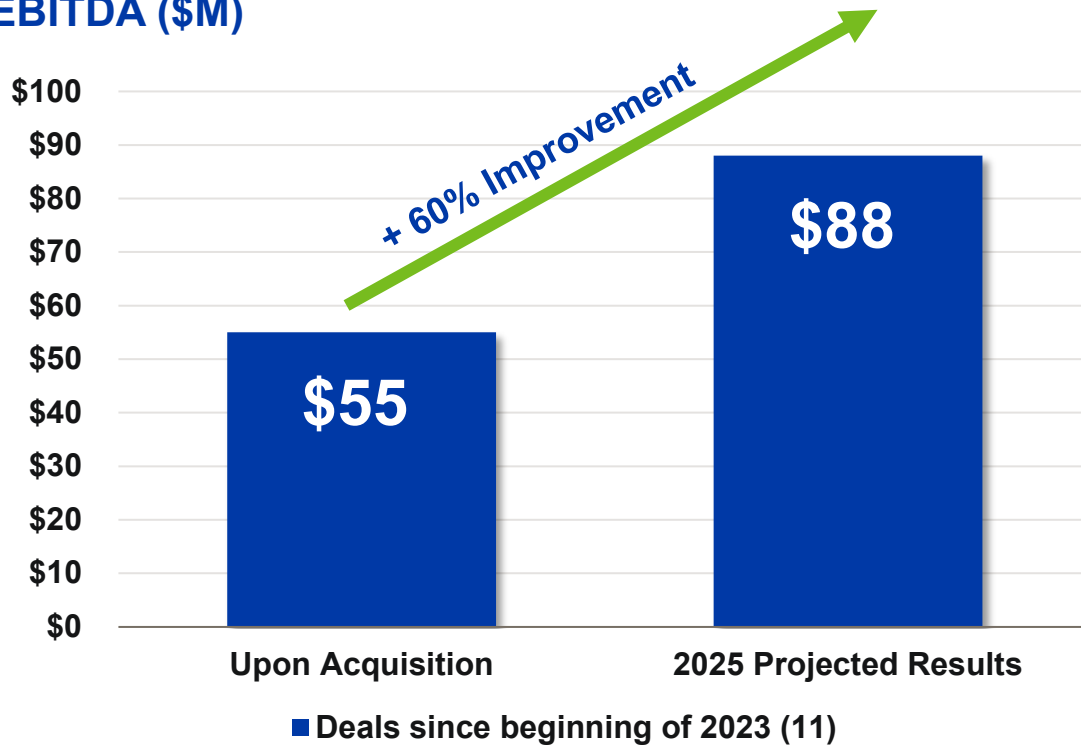 EBITDA ($M)
+ 60% Improvement
$100
$90
$80
$70
$60
$50
$40
$30
$20
$10
$0
$55
$88
Upon Acquisition
2025 Projected Results
Deals since beginning of 2023 (11)